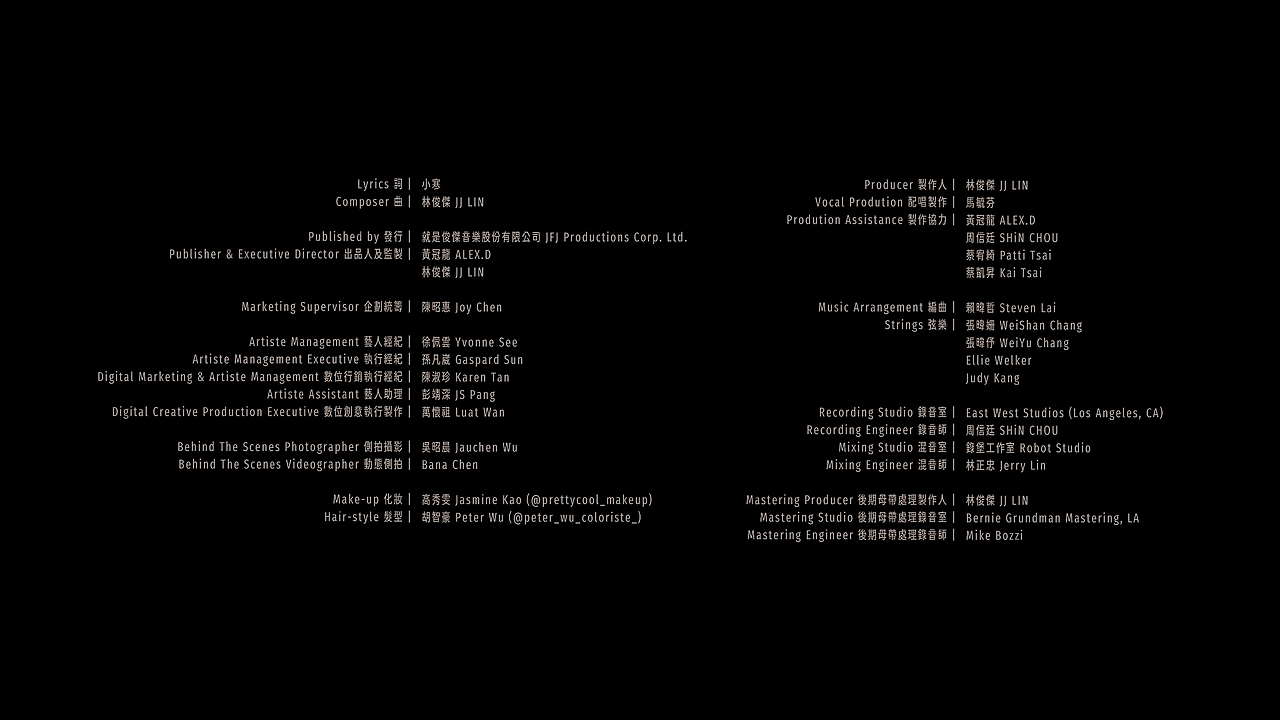 Lyrics 詞 | 小寒
Composer 曲 | 林俊傑 JJ LIN
Published by 發行 | 就是俊傑音樂股份有限公司 JFJ Productions Corp. Ltd.
Publisher & Executive Director 出品人及監製 | 黃冠龍 ALEX.D
林俊傑 JJ LIN
Marketing Supervisor 企劃統籌 | 陳昭惠 Joy Chen
Artiste Management 藝人經紀 | 徐佩雲 Yvonne See
Artiste Management Executive 執行經紀 | 孫凡崴 Gaspard Sun
Digital Marketing & Artiste Management 數位行銷執行經紀 | 陳淑珍 Karen Tan
Artiste Assistant 藝人助理 | 彭靖深 JS Pang
Digital Creative Production Executive 數位創意執行製作 | 萬懷祖 Luat Wan
Behind The Scenes Photographer 側拍攝影 | 吳昭晨 Jauchen Wu
Behind The Scenes Videographer 動態側拍 | Bana Chen
Make-up 化妝 | 高秀雯 Jasmine Kao (@prettycool_makeup)
Hair-style 髮型 | 胡智豪 Peter Wu (@peter_wu_coloriste_)
Producer 製作人 | 林俊傑 JJ LIN
Vocal Prodution 配唱製作 | 馬毓芬
Prodution Assistance 製作協力 | 黃冠龍 ALEX.D
周信廷 SHiN CHOU
蔡宥綺 Patti Tsai
蔡凱昇 Kai Tsai
Music Arrangement 編曲 | 賴暐哲 Steven Lai
Strings 弦樂 | 張暐姍 WeiShan Chang
張暐伃 WeiYu Chang
Ellie Welker
Judy Kang
Recording Studio 錄音室 | East West Studios (Los Angeles, CA)
Recording Engineer 錄音師 | 周信廷 SHiN CHOU
Mixing Studio 混音室 | 錄堡工作室 Robot Studio
Mixing Engineer 混音師 | 林正忠 Jerry Lin
Mastering Producer 後期母帶處理製作人 | 林俊傑 JJ LIN
Mastering Studio 後期母帶處理錄音室 | Bernie Grundman Mastering, LA
Mastering Engineer 後期母帶處理錄音師 | Mike Bozzi